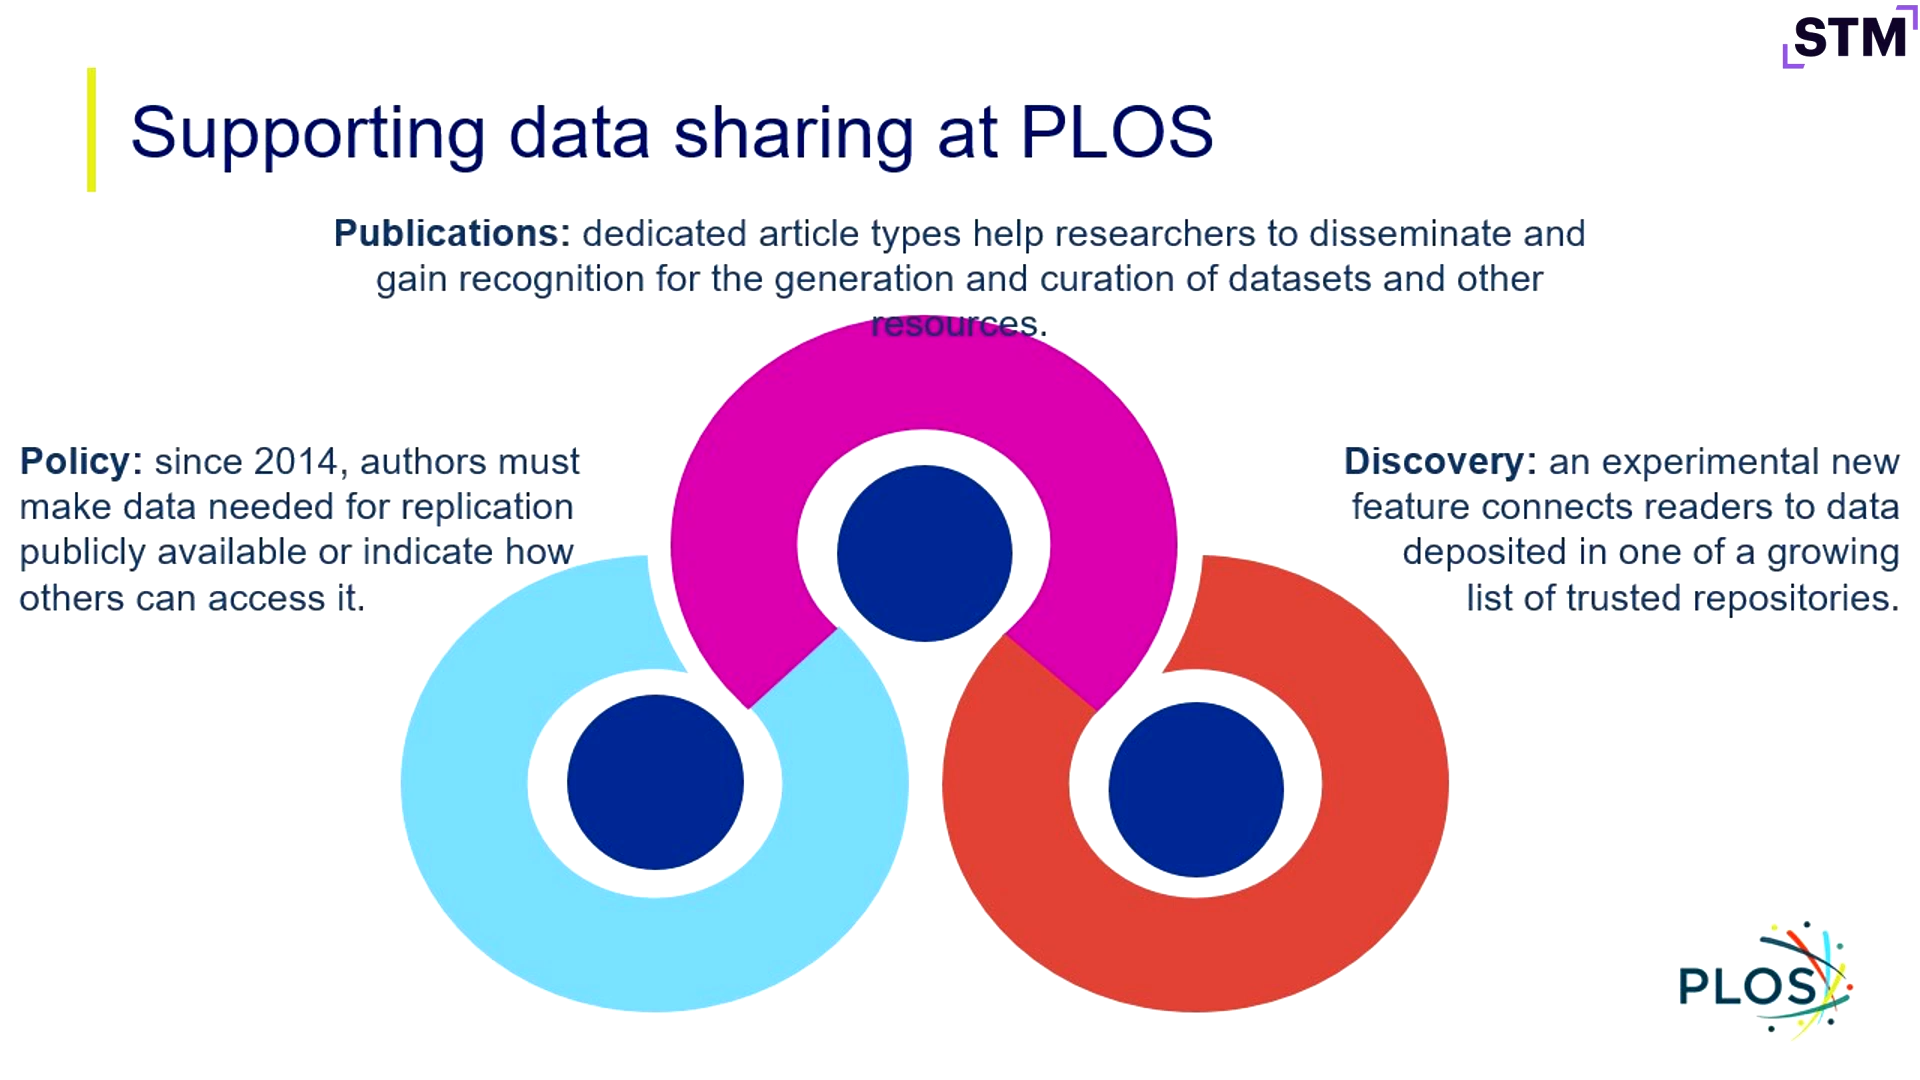 STM
Supporting data sharing at PLOS
Publications: dedicated article types help researchers to disseminate and
gain recognition for the generation and curation of datasets and other
resources.
Policy: since 2014, authors must
make data needed for replication
publicly available or indicate how
others can access it.
Discovery: an experimental new
feature connects readers to data
deposited in one of a growing
list of trusted repositories.
PLOS